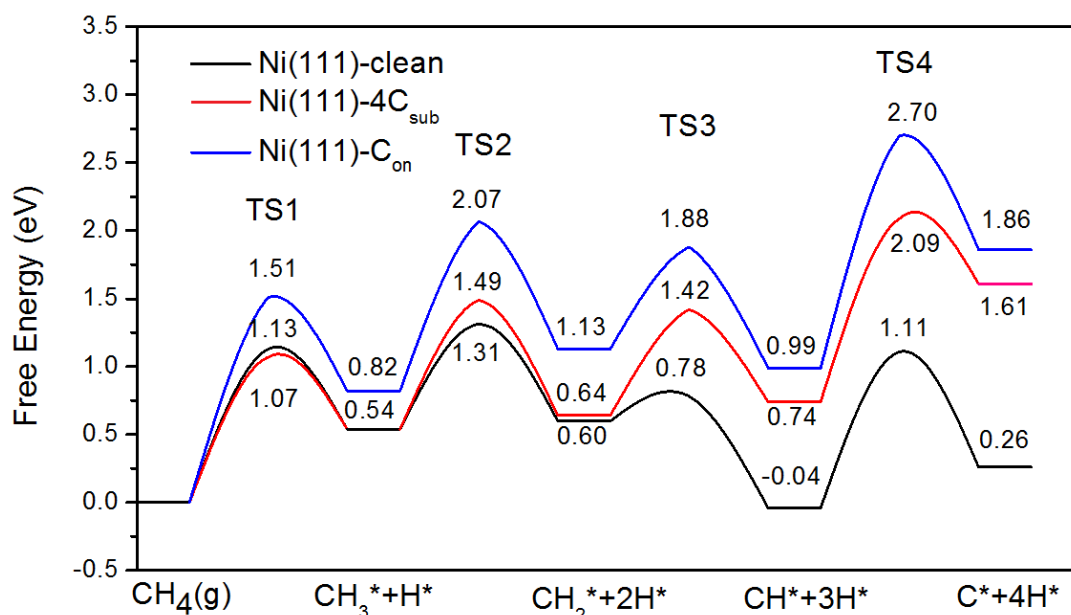 3.5
3.0
2.5
2.0
1.5
1.0
0.5
0.0
-0.5
Free Energy (eV)
Ni(111)-clean
Ni(111)-4C_sub
Ni(111)-C_on
TS1
TS2
TS3
TS4
1.51
1.13
1.07
0.82
0.54
2.07
1.49
1.31
1.13
0.64
0.60
1.88
1.42
0.78
0.99
0.74
-0.04
2.70
2.09
1.11
1.86
1.61
0.26
CH4(g)
CH3*+H*
CH2*+2H*
CH*+3H*
C*+4H*